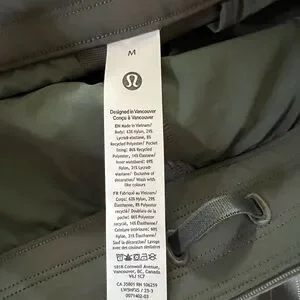 M
Designed in Vancouver
Conçu à Vancouver
EN Made in Vietnam/
Body: 63% Nylon, 29%
Lycra® elastane, 8%
Recycled Polyester/ Pocket
lining: 86% Recycled
Polyester, 14% Elastane/
Inner waistband: 69%
Nylon, 31% Lycra®
elastane/ Exclusive of
decoration/ Wash with
like colours
FR Fabriqué au Vietnam/
Corps: 63% Nylon, 29%
Élasthanne, 8% Polyester
recyclé/ Doublure de la
poche: 86% Polyester
recyclé, 14% Élasthanne/
Nylon, 31% Élasthanne/
Sauf la décoration/ Laver
avec des couleurs similaires
1818 Cornwall Avenue,
Vancouver, BC, Canada
V6J 1C7
CA 35801 RN 106259